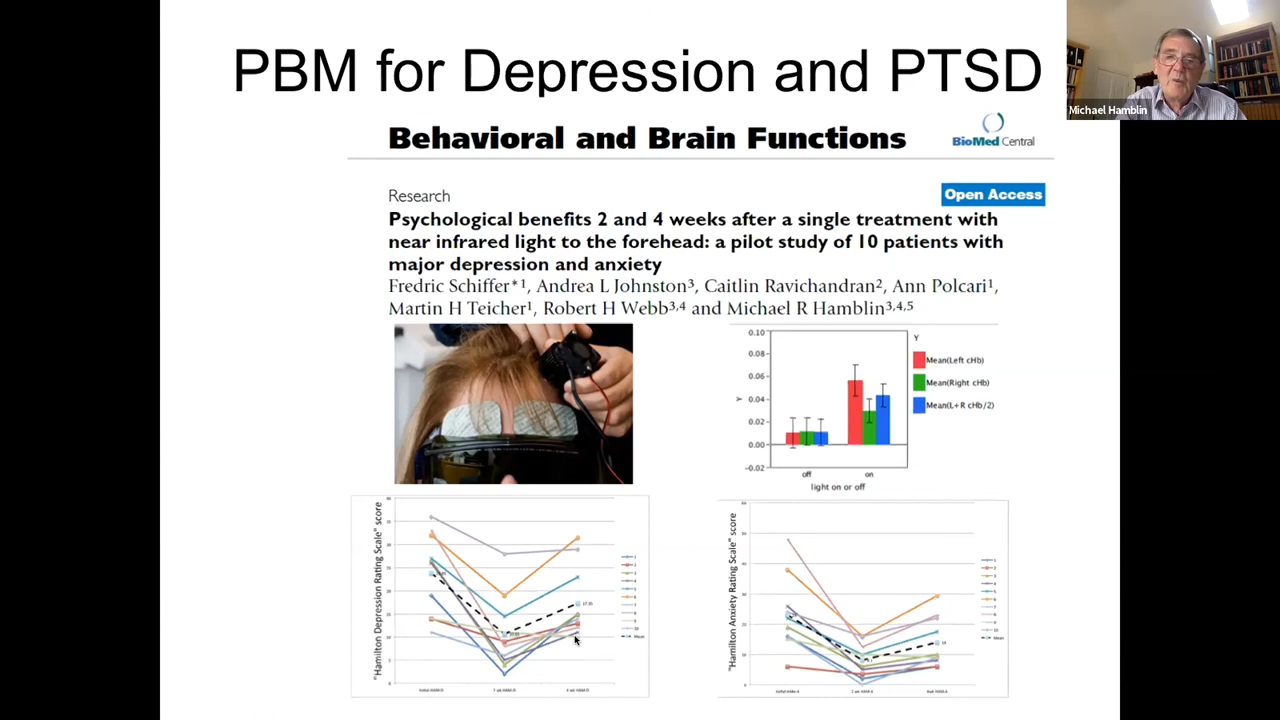 PBM for Depression and PTSD
Michael Hamblin
Behavioral and Brain Functions
BioMed Central
Research
Open Access
Psychological benefits 2 and 4 weeks after a single treatment with
near infrared light to the forehead: a pilot study of 10 patients with
major depression and anxiety
Fredric Schiffer*1, Andrea L Johnston3, Caitlin Ravichandran2, Ann Polcari1,
Martin H Teicher1, Robert H Webb3,4 and Michael R Hamblin3,4,5
0.10
0.08
0.06
0.04
0.02
0.00
-0.02
Y
off
on
light on or off
Y
Mean(Left cHb)
Mean(Right cHb)
Mean(L+R cHb/2)
"Hamilton Depression Rating Scale" score
"Hamilton Anxiety Rating Scale" score